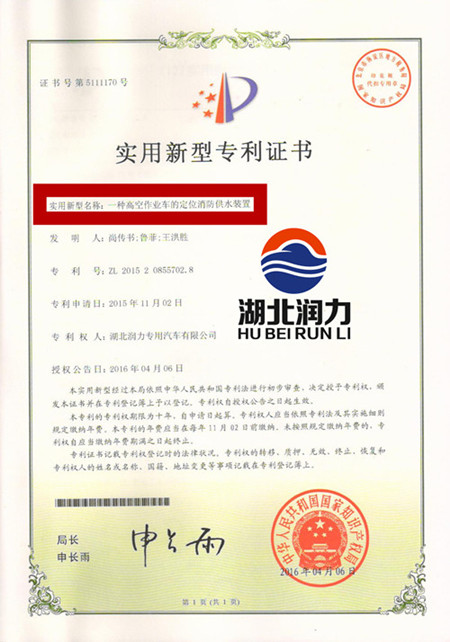 证书号第5111170号
实用新型专利证书
实用新型名称：一种高空作业车的定位消防供水装置
发 明 人：尚传书;鲁菲;王洪胜
专 利 号：ZL 2015 2 0855702.8
专利申请日：2015年11月02日
专 利 权 人：湖北润力专用汽车有限公司
授权公告日：2016年04月06日
湖北润力
HU BEI RUN LI
本实用新型经过本局依照中华人民共和国专利法进行初步审查，决定授予专利权，颁
发本证书并在专利登记簿上予以登记。专利权自授权公告之日起生效。
本专利的专利权期限为十年，自申请日起算。专利权人应当依照专利法及其实施细则
规定缴纳年费。本专利的年费应当在每年11月02日前缴纳。未按照规定缴纳年费的，专
利权自应当缴纳年费期满之日起终止。
专利证书记载专利权登记时的法律状况。专利权的转移、质押、无效、终止、恢复和
专利权人的姓名或名称、国籍、地址变更等事项记载在专利登记簿上。
局长
申长雨
申长雨
中华人民共和国国家知识产权局
2016年04月06日
第1页(共1页)